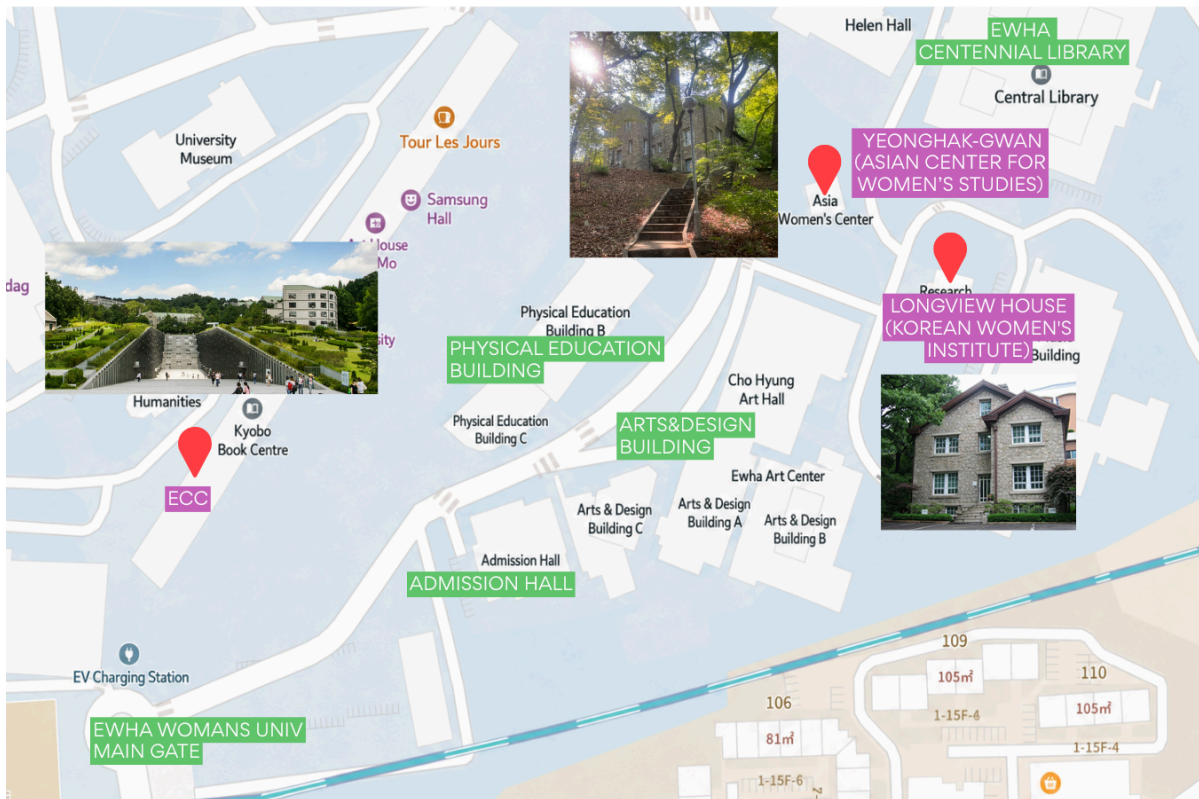 Helen Hall
EWHA
CENTENNIAL LIBRARY
Central Library
Tour Les Jours
University
Museum
YEONGHAK-GWAN
(ASIAN CENTER FOR
WOMEN'S STUDIES)
Samsung
Hall
Asia
Women's Center
House
Mo
dag
Research
LONGVIEW HOUSE
(KOREAN WOMEN'S
INSTITUTE)
Building
Physical Education
Building B
PHYSICAL EDUCATION
BUILDING
sity
Cho Hyung
Art Hall
Humanities
Kyobo
Book Centre
Physical Education
Building C
ARTS&DESIGN
BUILDING
ECC
Ewha Art Center
Arts & Design
Building C
Arts & Design
Building A
Arts & Design
Building B
Admission Hall
ADMISSION HALL
EV Charging Station
EWHA WOMANS UNIV
MAIN GATE
109
105㎡
1-15F-4
110
105㎡
1-15F-4
106
81㎡
1-15F-6